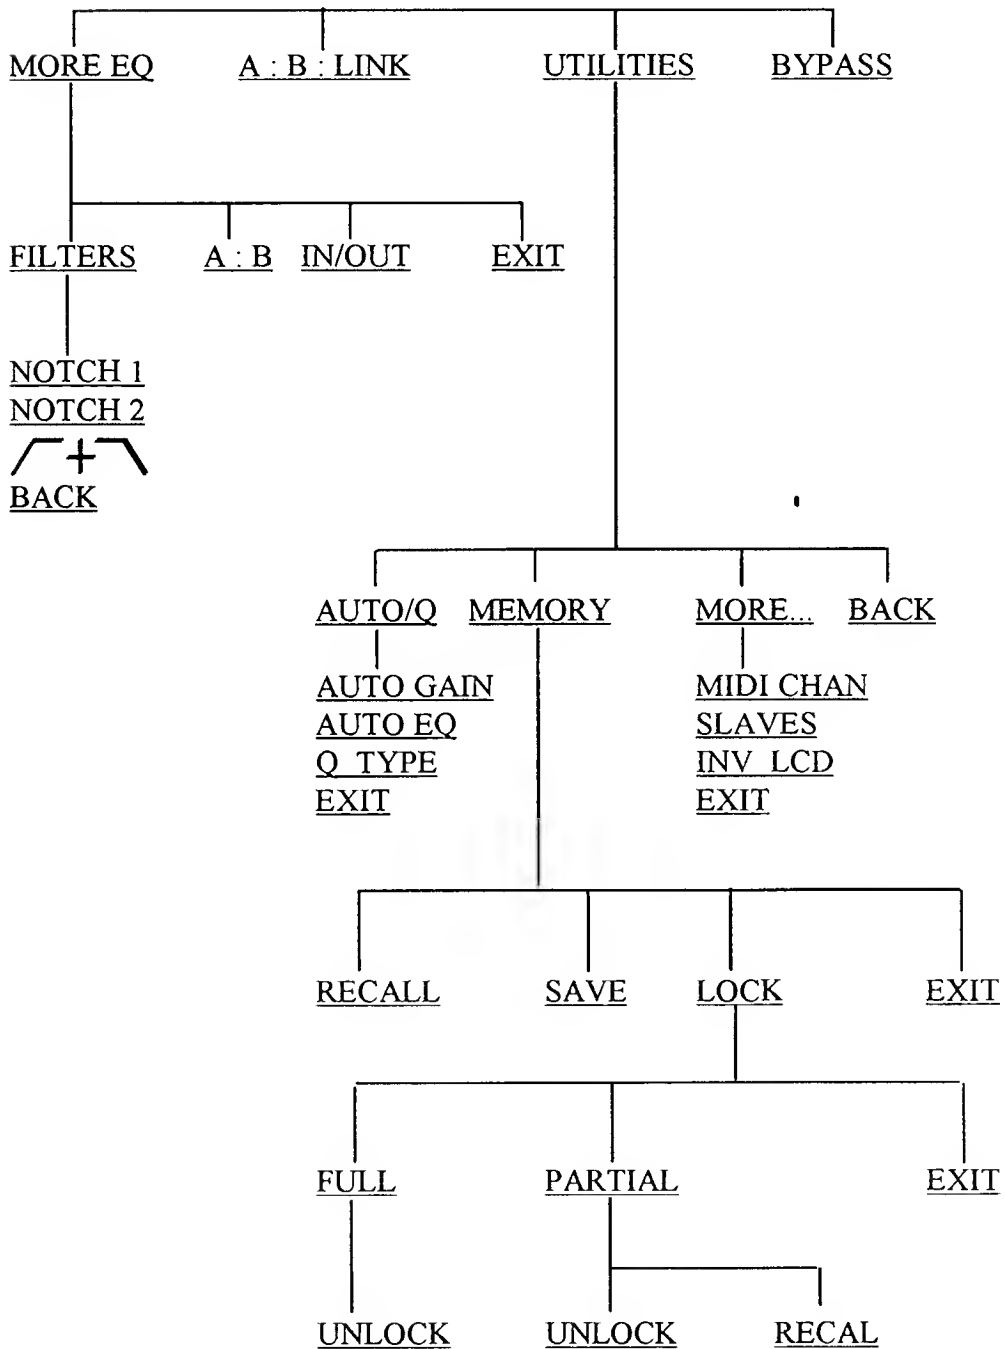 MORE EQ A : B : LINK UTILITIES BYPASS
FILTERS A : B IN/OUT EXIT
NOTCH 1
NOTCH 2
BACK
AUTO/Q MEMORY MORE... BACK
AUTO GAIN MIDI CHAN
AUTO EQ SLAVES
Q TYPE INV LCD
EXIT EXIT
RECALL SAVE LOCK EXIT
FULL PARTIAL EXIT
UNLOCK UNLOCK RECAL